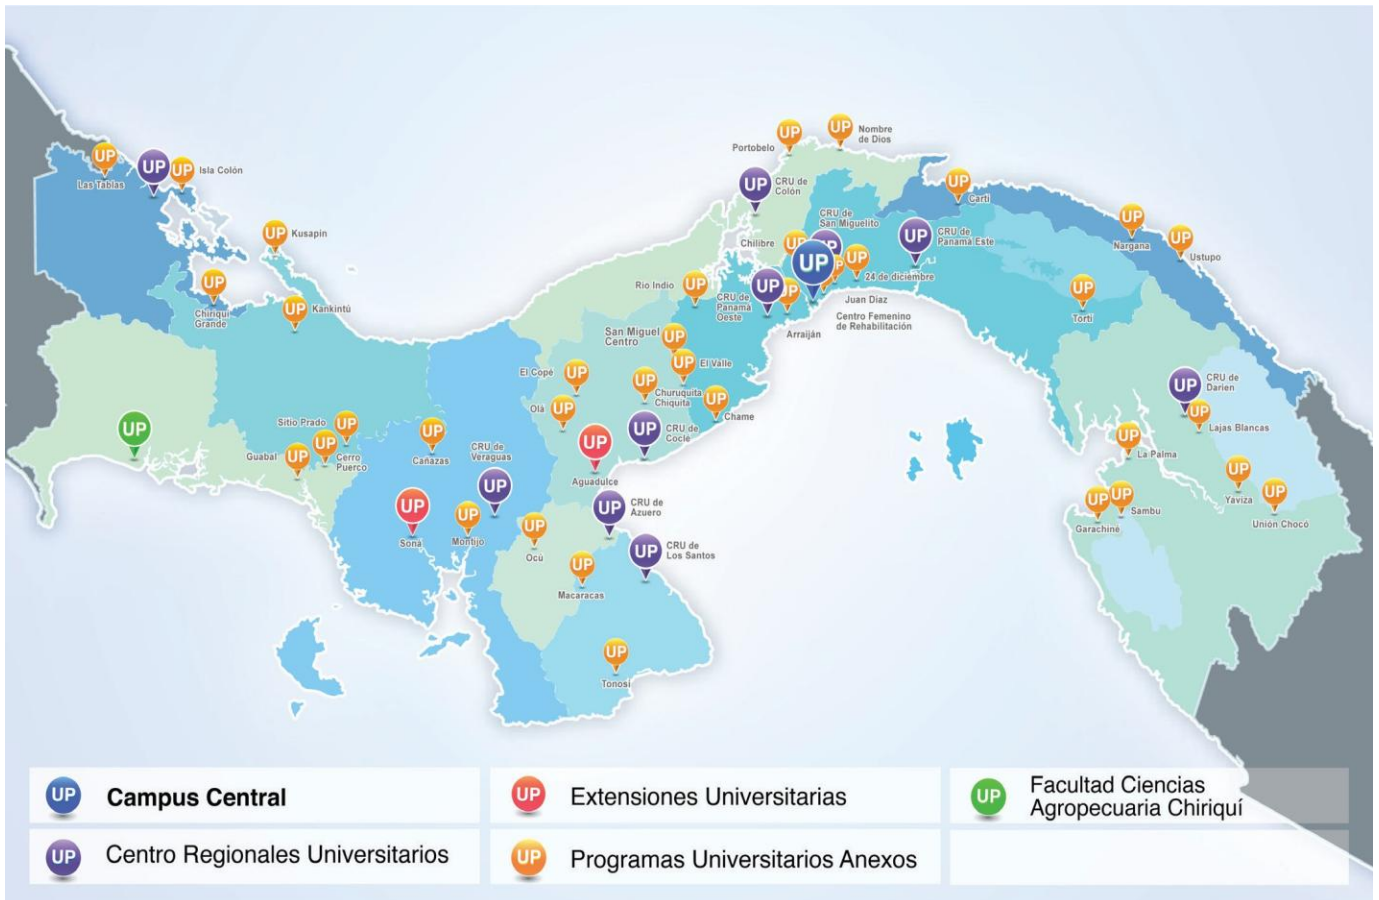 UP
Nombre
de Dios
UP
Portobelo
UP
Las Tablas
UP
UP
Isla Colón
UP
CRU de
Colón
UP
Cartí
UP
Nargana
UP
Ustupo
UP
Kusapin
CRU de
San Miguelito
UP
UP
CRU de
Panamá Este
Chilibre
UP
UP
UP
UP
24 de diciembre
UP
Chiriquí
Grande
UP
Kankintú
Rio Indio
UP
CRU de
Panamá
Oeste
UP
UP
Arraiján
Juan Diaz
Centro Femenino
de Rehabilitación
UP
Tortí
San Miguel
Centro
UP
UP
El Valle
El Copé
UP
UP
Churuquita
Chiquita
UP
Chame
UP
CRU de
Darien
UP
Lajas Blancas
Olá
UP
UP
CRU de
Coclé
UP
Aguadulce
UP
Sitio Prado
UP
UP
Cerro
Puerco
Guabal
UP
UP
Cañazas
CRU de
Veraguas
UP
UP
La Palma
UP
Yaviza
UP
Unión Chocó
UP
Garachiné
UP
Sambu
UP
Soná
UP
Montijo
UP
CRU de
Azuero
UP
Ocú
UP
CRU de
Los Santos
UP
Macaracas
UP
Tonosí
UP Campus Central
UP Extensiones Universitarias
UP Facultad Ciencias
Agropecuaria Chiriquí
UP Centro Regionales Universitarios
UP Programas Universitarios Anexos